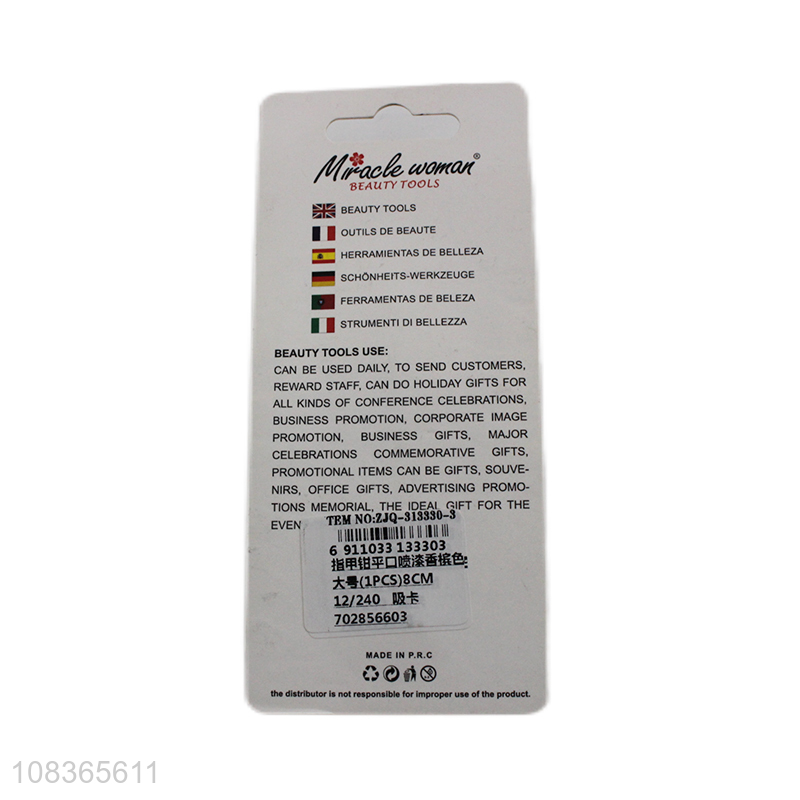 Miracle woman®
BEAUTY TOOLS
BEAUTY TOOLS
OUTILS DE BEAUTE
HERRAMIENTAS DE BELLEZA
SCHÖNHEITS-WERKZEUGE
FERRAMENTAS DE BELEZA
STRUMENTI DI BELLEZZA
BEAUTY TOOLS USE:
CAN BE USED DAILY, TO SEND CUSTOMERS,
REWARD STAFF, CAN DO HOLIDAY GIFTS FOR
ALL KINDS OF CONFERENCE CELEBRATIONS,
BUSINESS PROMOTION, CORPORATE IMAGE
PROMOTION, BUSINESS GIFTS, MAJOR
CELEBRATIONS COMMEMORATIVE GIFTS,
PROMOTIONAL ITEMS CAN BE GIFTS, SOUVE-
NIRS, OFFICE GIFTS, ADVERTISING PROMO-
TIONS MEMORIAL, THE IDEAL GIFT FOR THE
EVEN
TEM NO:ZJQ-313330-3
6 911033 133303
指甲钳平口喷漆香槟色
大号(1PCS)8CM
12/240 吸卡
702856603
MADE IN P.R.C
the distributor is not responsible for improper use of the product.
108365611